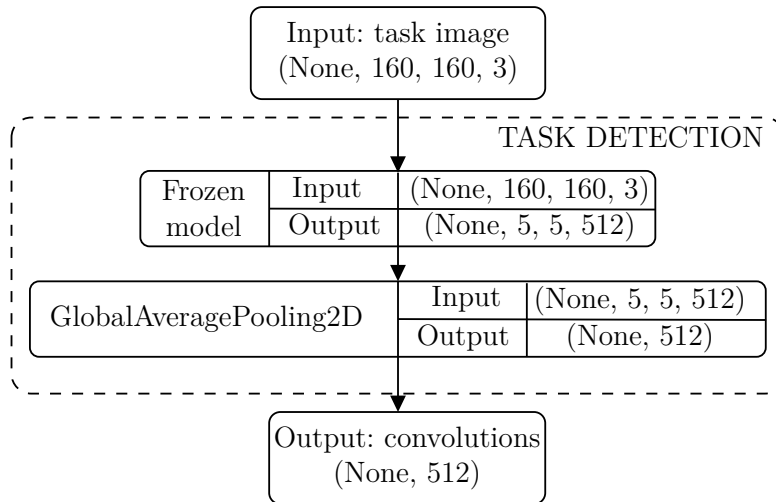 Input: task image
(None, 160, 160, 3)
TASK DETECTION
Frozen
model
Input
(None, 160, 160, 3)
Output
(None, 5, 5, 512)
GlobalAveragePooling2D
Input
(None, 5, 5, 512)
Output
(None, 512)
Output: convolutions
(None, 512)